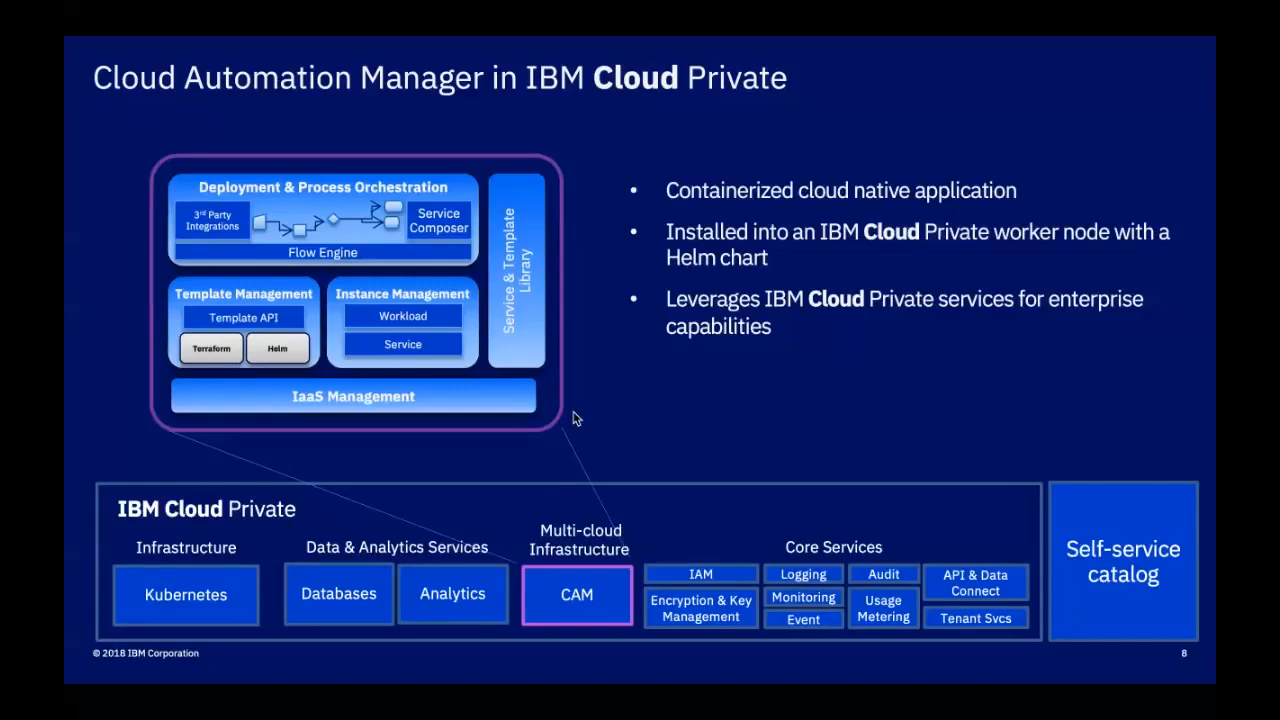 Cloud Automation Manager in IBM Cloud Private
Deployment & Process Orchestration
3rd Party
Integrations
Service
Composer
Flow Engine
Template Management
Template API
Terraform
Helm
Instance Management
Workload
Service
Service & Template
Library
IaaS Management
• Containerized cloud native application
• Installed into an IBM Cloud Private worker node with a
Helm chart
• Leverages IBM Cloud Private services for enterprise
capabilities
IBM Cloud Private
Infrastructure
Kubernetes
Data & Analytics Services
Databases
Analytics
Multi-cloud
Infrastructure
CAM
Core Services
IAM
Encryption & Key
Management
Logging
Monitoring
Event
Audit
Usage
Metering
API & Data
Connect
Tenant Svcs
Self-service
catalog
© 2018 IBM Corporation
8